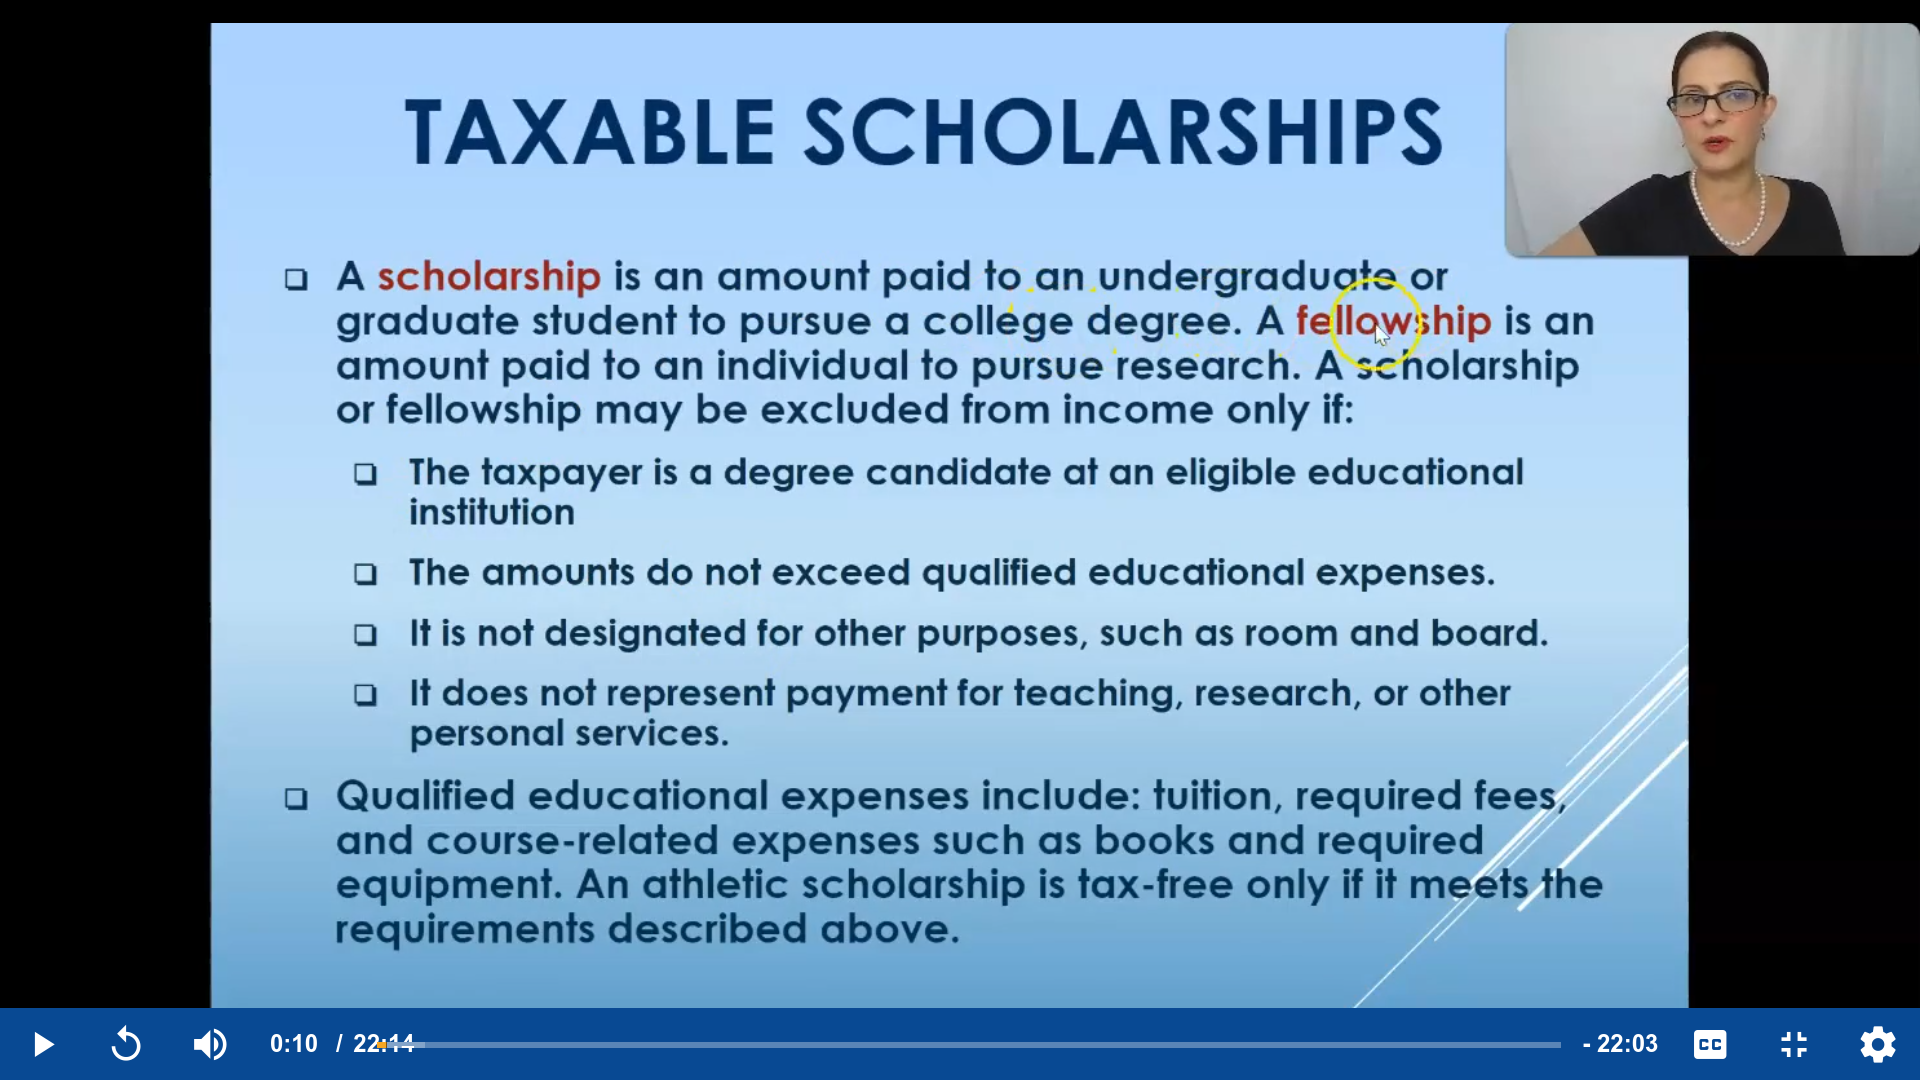 TAXABLE SCHOLARSHIPS
❑ A scholarship is an amount paid to an undergraduate or
graduate student to pursue a college degree. A fellowship is an
amount paid to an individual to pursue research. A scholarship
or fellowship may be excluded from income only if:
❑ The taxpayer is a degree candidate at an eligible educational
institution
❑ The amounts do not exceed qualified educational expenses.
❑ It is not designated for other purposes, such as room and board.
❑ It does not represent payment for teaching, research, or other
personal services.
❑ Qualified educational expenses include: tuition, required fees,
and course-related expenses such as books and required
equipment. An athletic scholarship is tax-free only if it meets the
requirements described above.
0:10 / 22:14 - 22:03 CC